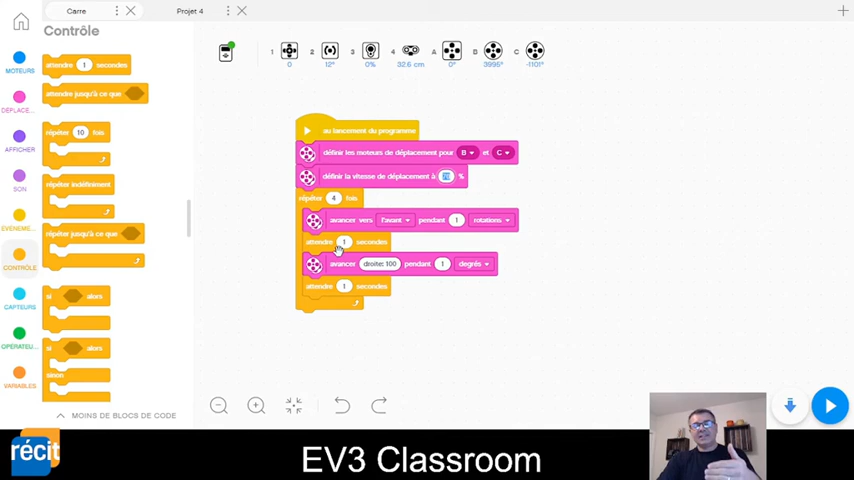 Carre
Projet 4
Contrôle
MOTEURS
DÉPLACE...
AFFICHER
SON
ÉVÉNEME...
CONTRÔLE
CAPTEURS
OPÉRATEU...
VARIABLES
attendre 1 secondes
attendre jusqu'à ce que
répéter 10 fois
répéter indéfiniment
répéter jusqu'à ce que
si alors
si alors
sinon
MOINS DE BLOCS DE CODE
1 2 3 4 A B C
0 12° 0% 32.6 cm 0° 3995° -1101°
au lancement du programme
définir les moteurs de déplacement pour B et C
définir la vitesse de déplacement à %
répéter 4 fois
avancer vers l'avant pendant 1 rotations
attendre 1 secondes
avancer droite: 100 pendant 1 degrés
attendre 1 secondes
récit
EV3 Classroom